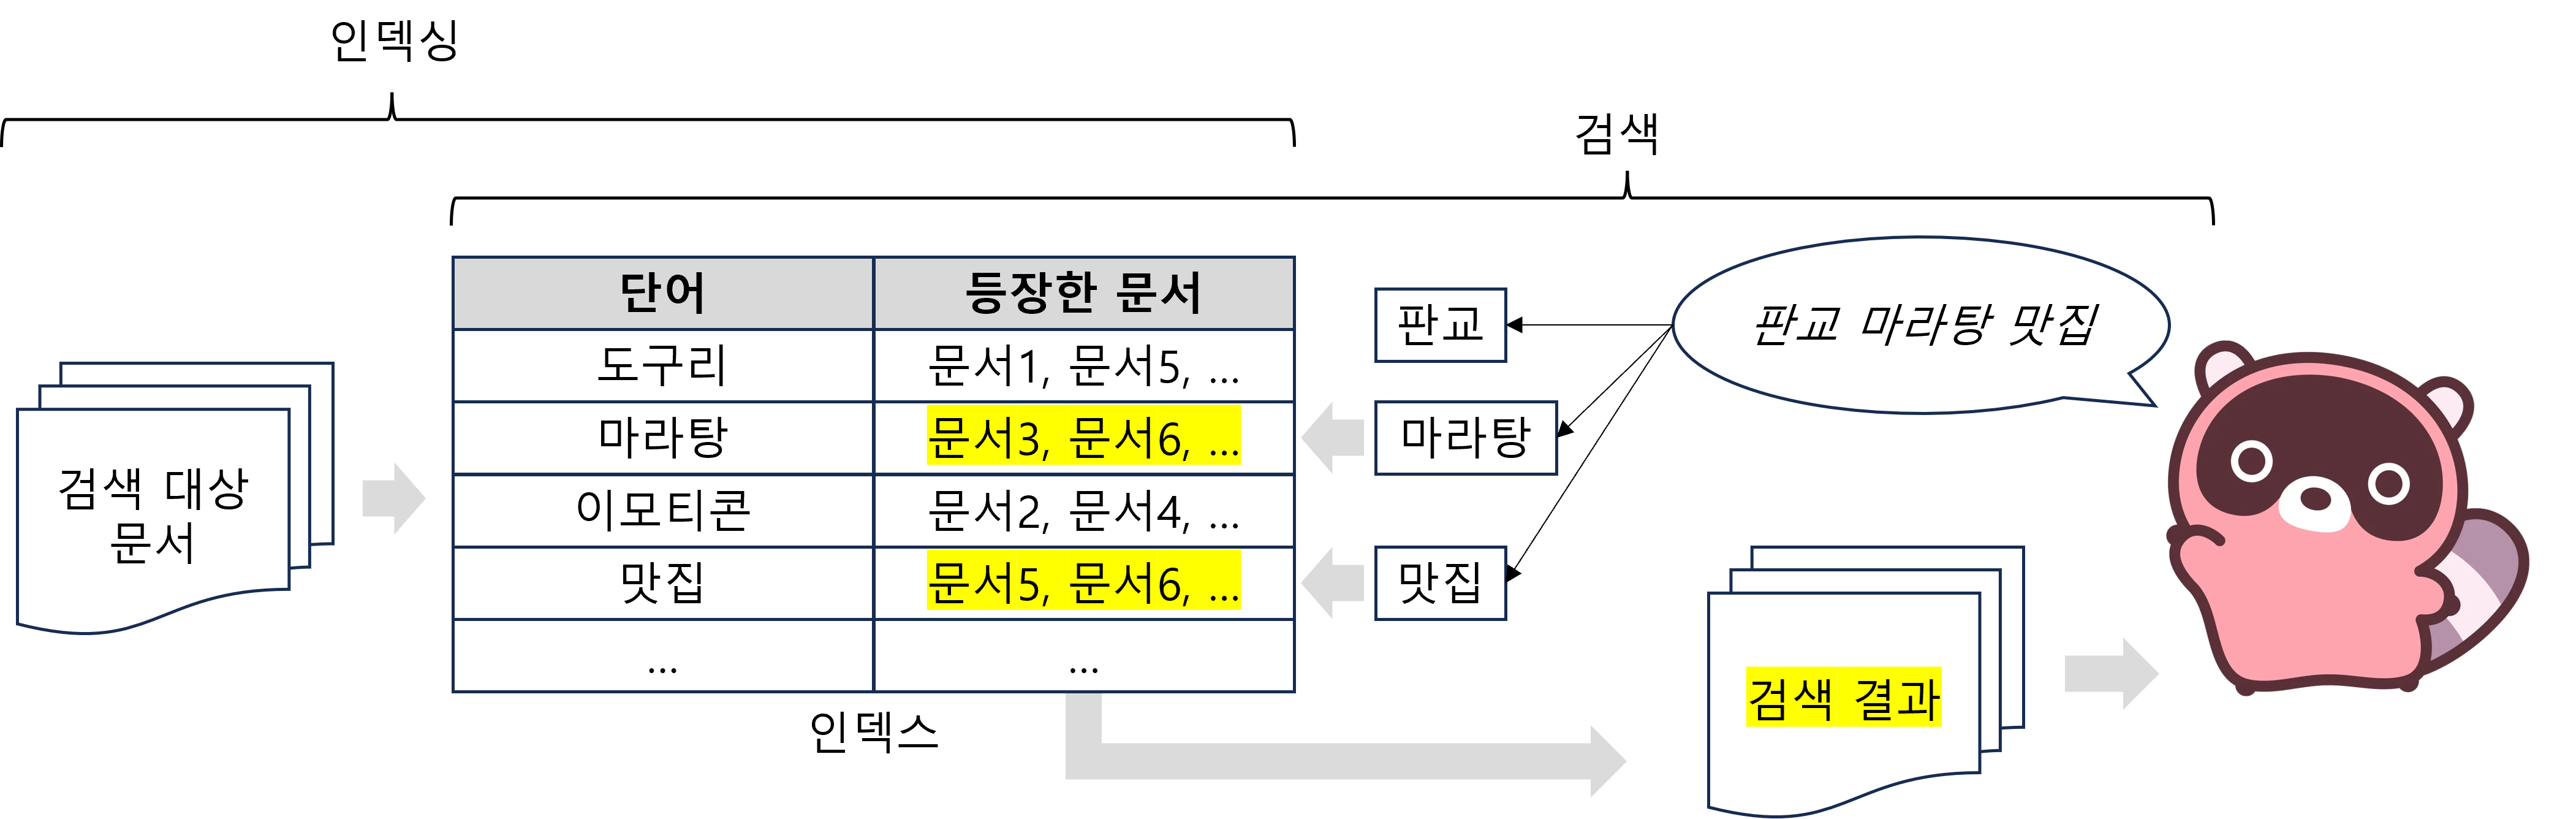 인덱싱
검색
단어 등장한 문서
도구리 문서1, 문서5, ...
마라탕 문서3, 문서6, ...
이모티콘 문서2, 문서4, ...
맛집 문서5, 문서6, ...
... ...
인덱스
검색 대상
문서
판교
마라탕
맛집
판교 마라탕 맛집
검색 결과